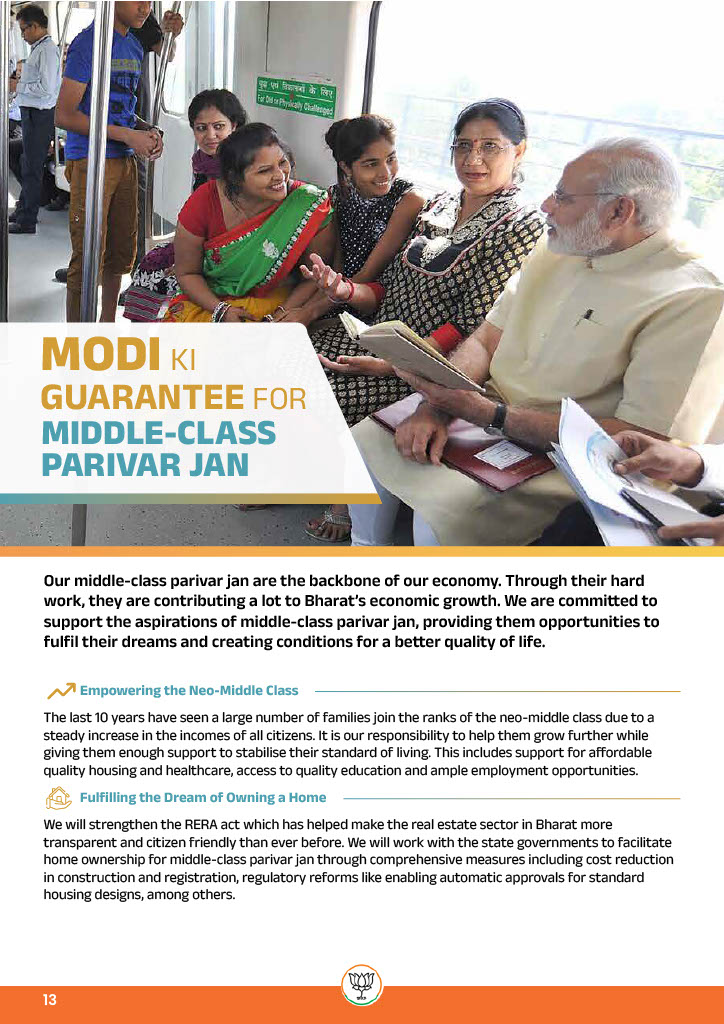 वृद्ध एवं विकलांगों के लिए
For Old or Physically Challenged
MODI KI
GUARANTEE FOR
MIDDLE-CLASS
PARIVAR JAN
Our middle-class parivar jan are the backbone of our economy. Through their hard
work, they are contributing a lot to Bharat’s economic growth. We are committed to
support the aspirations of middle-class parivar jan, providing them opportunities to
fulfil their dreams and creating conditions for a better quality of life.
Empowering the Neo-Middle Class
The last 10 years have seen a large number of families join the ranks of the neo-middle class due to a
steady increase in the incomes of all citizens. It is our responsibility to help them grow further while
giving them enough support to stabilise their standard of living. This includes support for affordable
quality housing and healthcare, access to quality education and ample employment opportunities.
Fulfilling the Dream of Owning a Home
We will strengthen the RERA act which has helped make the real estate sector in Bharat more
transparent and citizen friendly than ever before. We will work with the state governments to facilitate
home ownership for middle-class parivar jan through comprehensive measures including cost reduction
in construction and registration, regulatory reforms like enabling automatic approvals for standard
housing designs, among others.
13